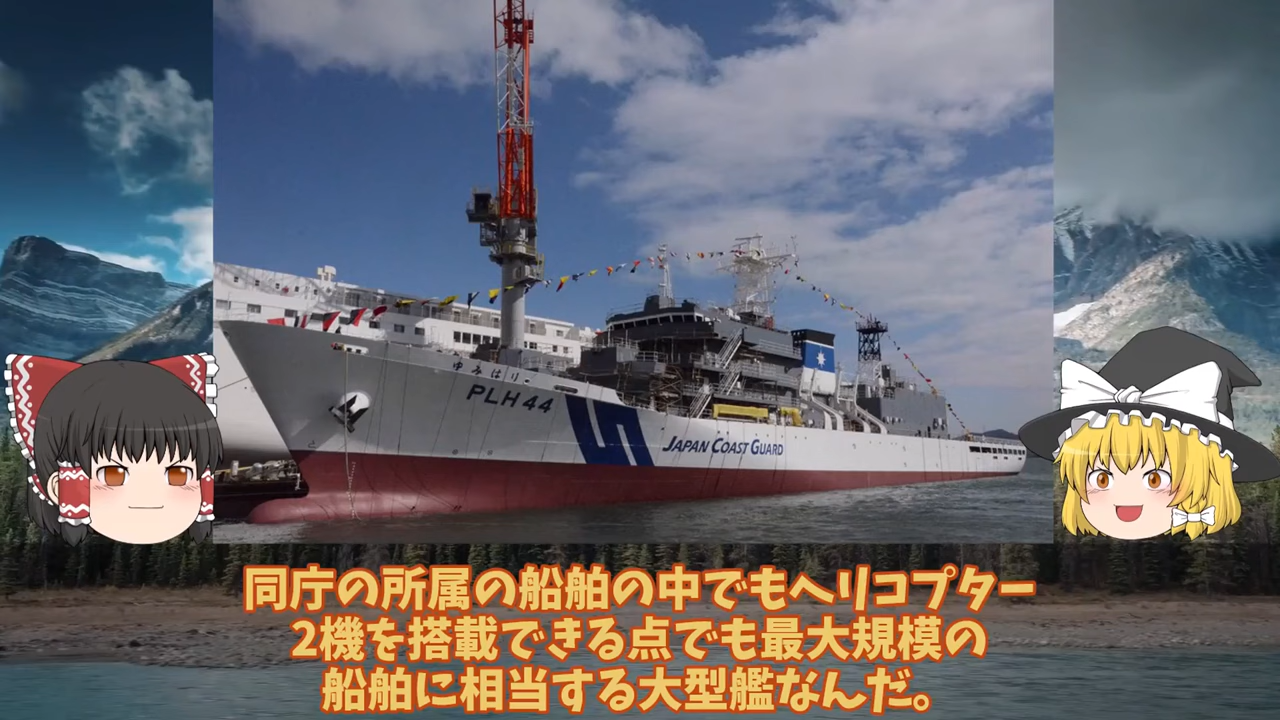 ゆみはり
PLH 44
JAPAN COAST GUARD
同庁の所属の船舶の中でもヘリコプター
2機を搭載できる点でも最大規模の
船舶に相当する大型艦なんだ。